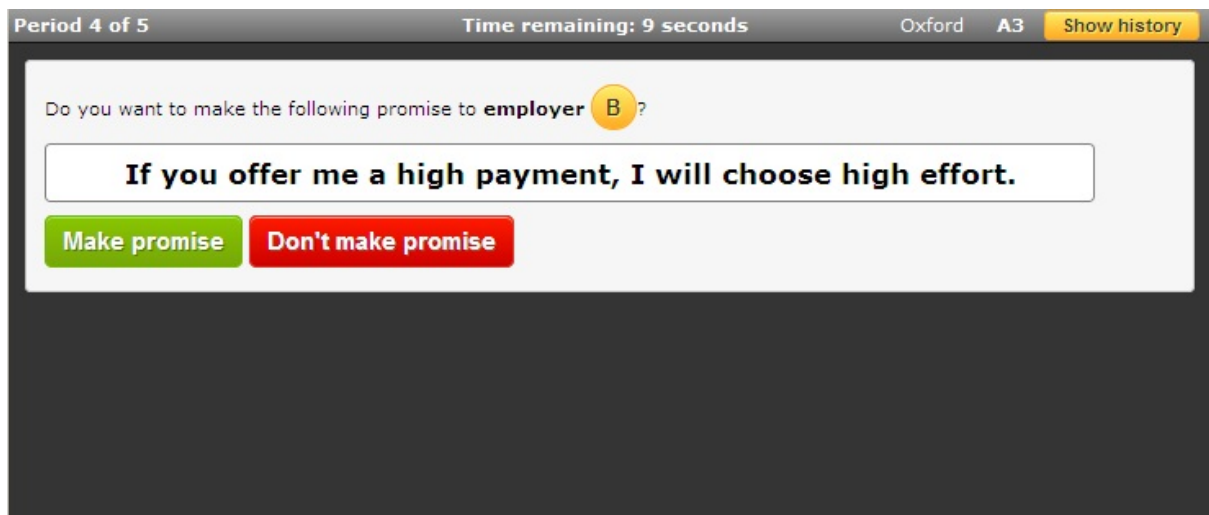 Period 4 of 5 Time remaining: 9 seconds Oxford A3 Show history
Do you want to make the following promise to employer B ?
If you offer me a high payment, I will choose high effort.
Make promise Don't make promise